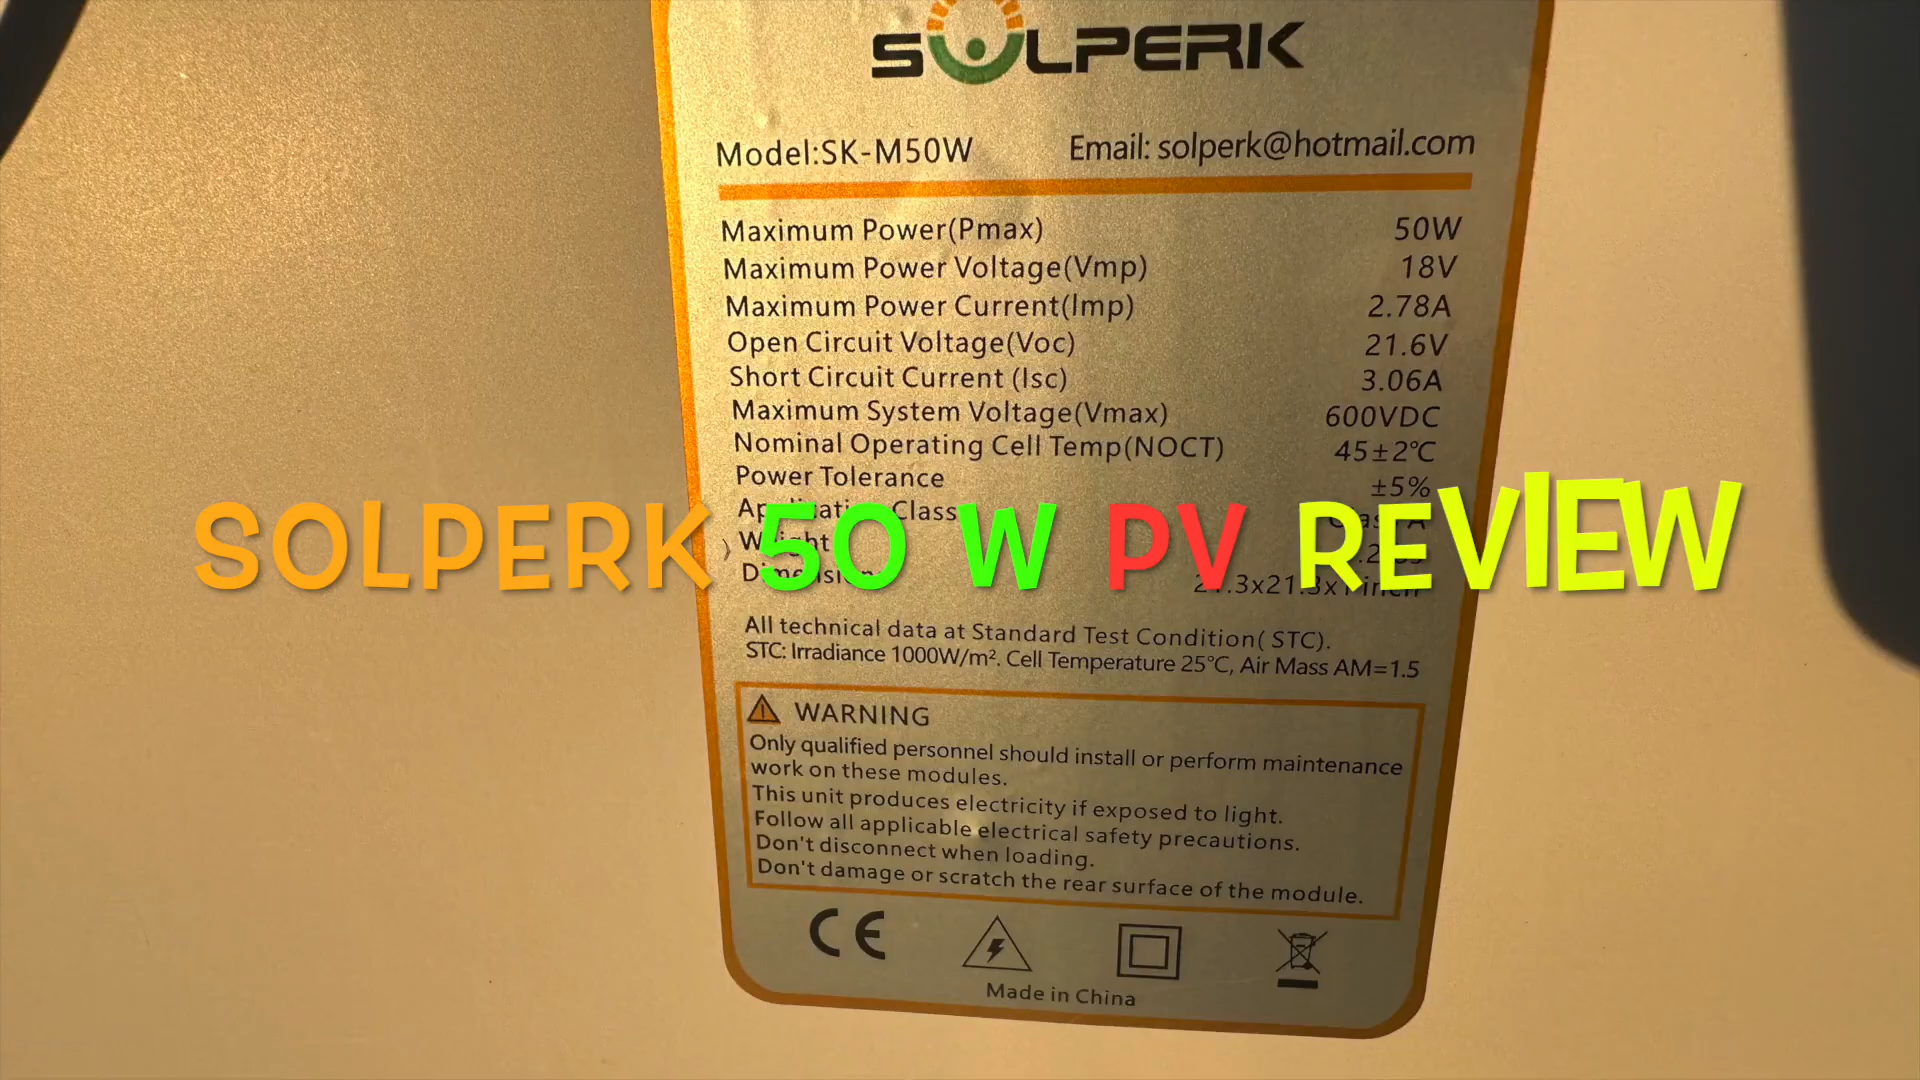 SOLPERK
Model:SK-M50W Email: solperk@hotmail.com
Maximum Power(Pmax) 50W
Maximum Power Voltage(Vmp) 18V
Maximum Power Current(Imp) 2.78A
Open Circuit Voltage(Voc) 21.6V
Short Circuit Current (Isc) 3.06A
Maximum System Voltage(Vmax) 600VDC
Nominal Operating Cell Temp(NOCT) 45±2℃
Power Tolerance ±5%
Class
SOLPERK 50 W PV REVIEW
All technical data at Standard Test Condition( STC).
STC: Irradiance 1000W/m². Cell Temperature 25°C, Air Mass AM=1.5
WARNING
Only qualified personnel should install or perform maintenance
work on these modules.
This unit produces electricity if exposed to light.
Follow all applicable electrical safety precautions.
Don't disconnect when loading.
Don't damage or scratch the rear surface of the module.
CE
Made in China